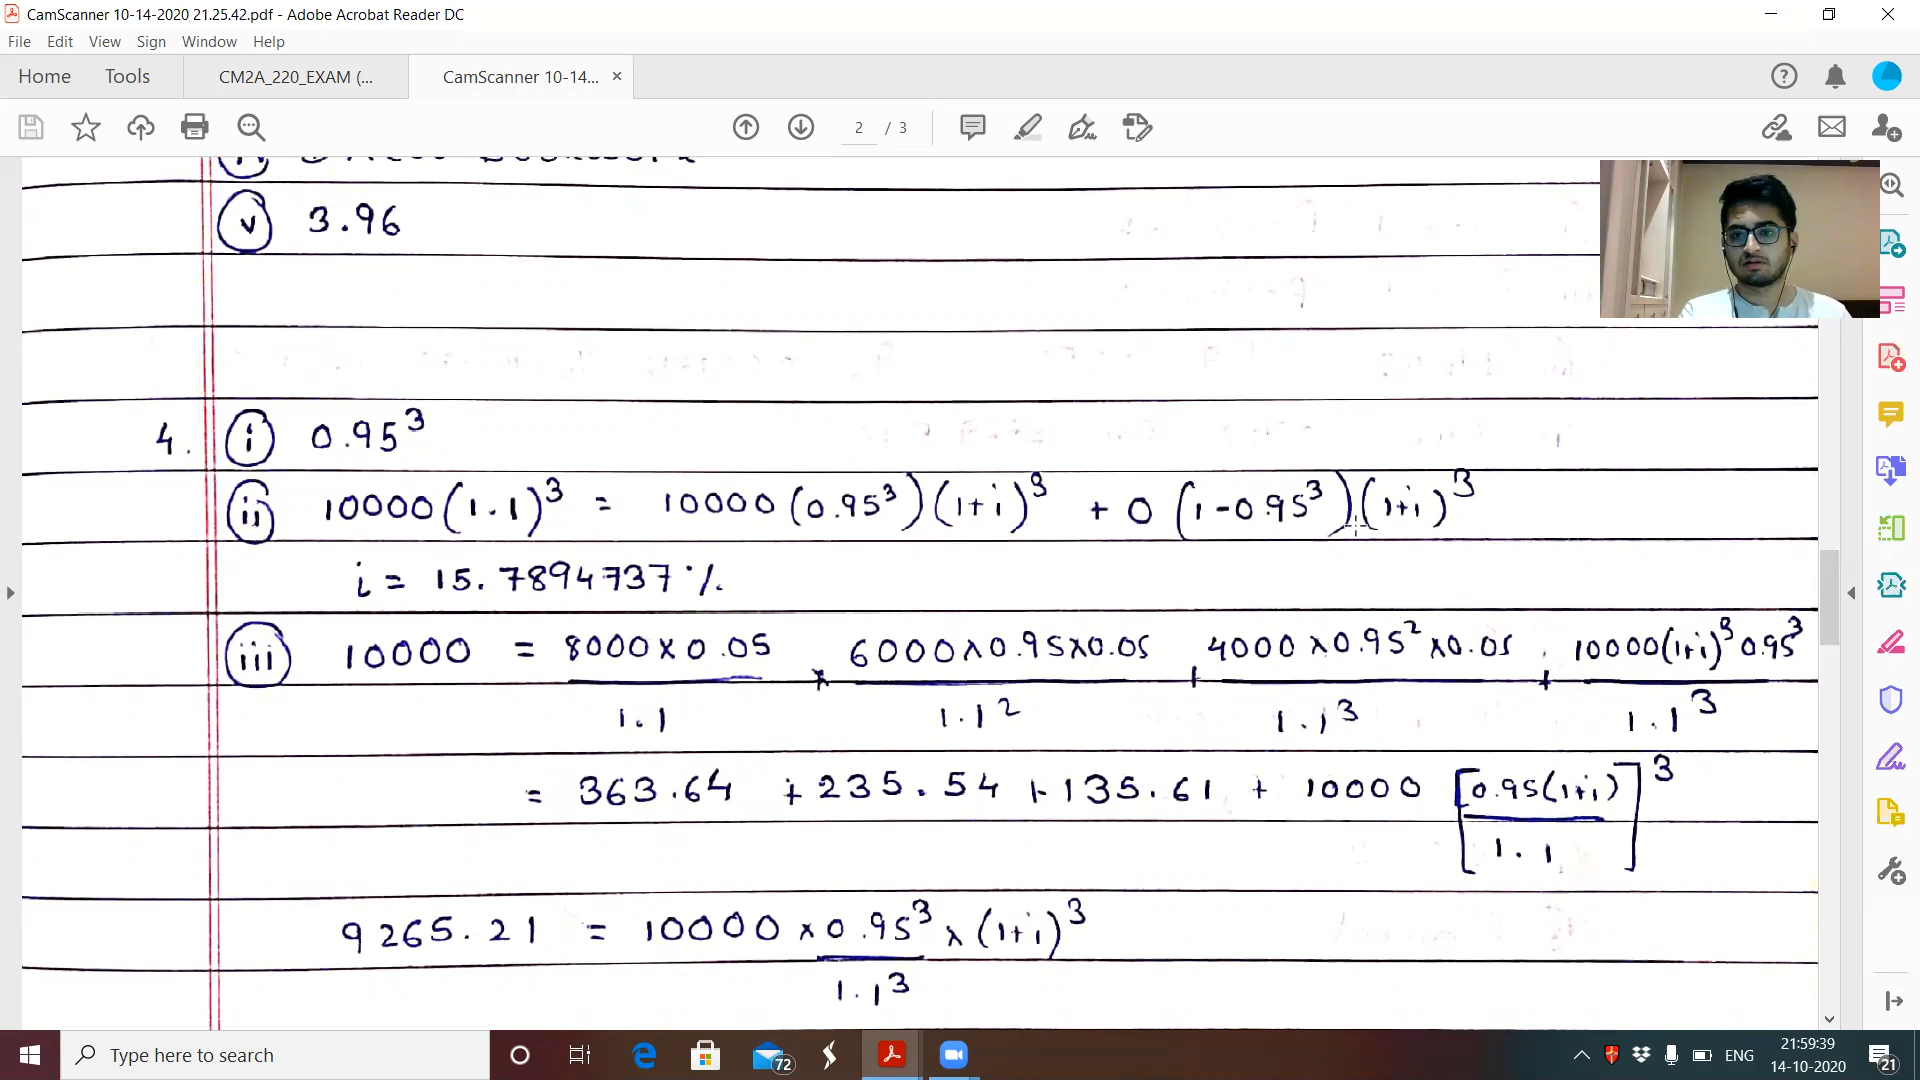 CamScanner 10-14-2020 21.25.42.pdf - Adobe Acrobat Reader DC
File Edit View Sign Window Help
Home Tools CM2A_220_EXAM (... CamScanner 10-14... ×
2 / 3
v 3.96
4. i 0.95³
ii 10000(1.1)³ = 10000(0.95³)(1+i)³ + 0(1-0.95³)(1+i)³
i = 15.7894737%.
iii 10000 = 8000×0.05/1.1 + 6000×0.95×0.05/1.1² + 4000×0.95²×0.05/1.1³ + 10000(1+i)³0.95³/1.1³
= 363.64 + 235.54 + 135.61 + 10000 [0.95(1+i)/1.1]³
9265.21 = 10000 × 0.95³/1.1³ × (1+i)³
Type here to search
72
ENG
21:59:39
14-10-2020
21